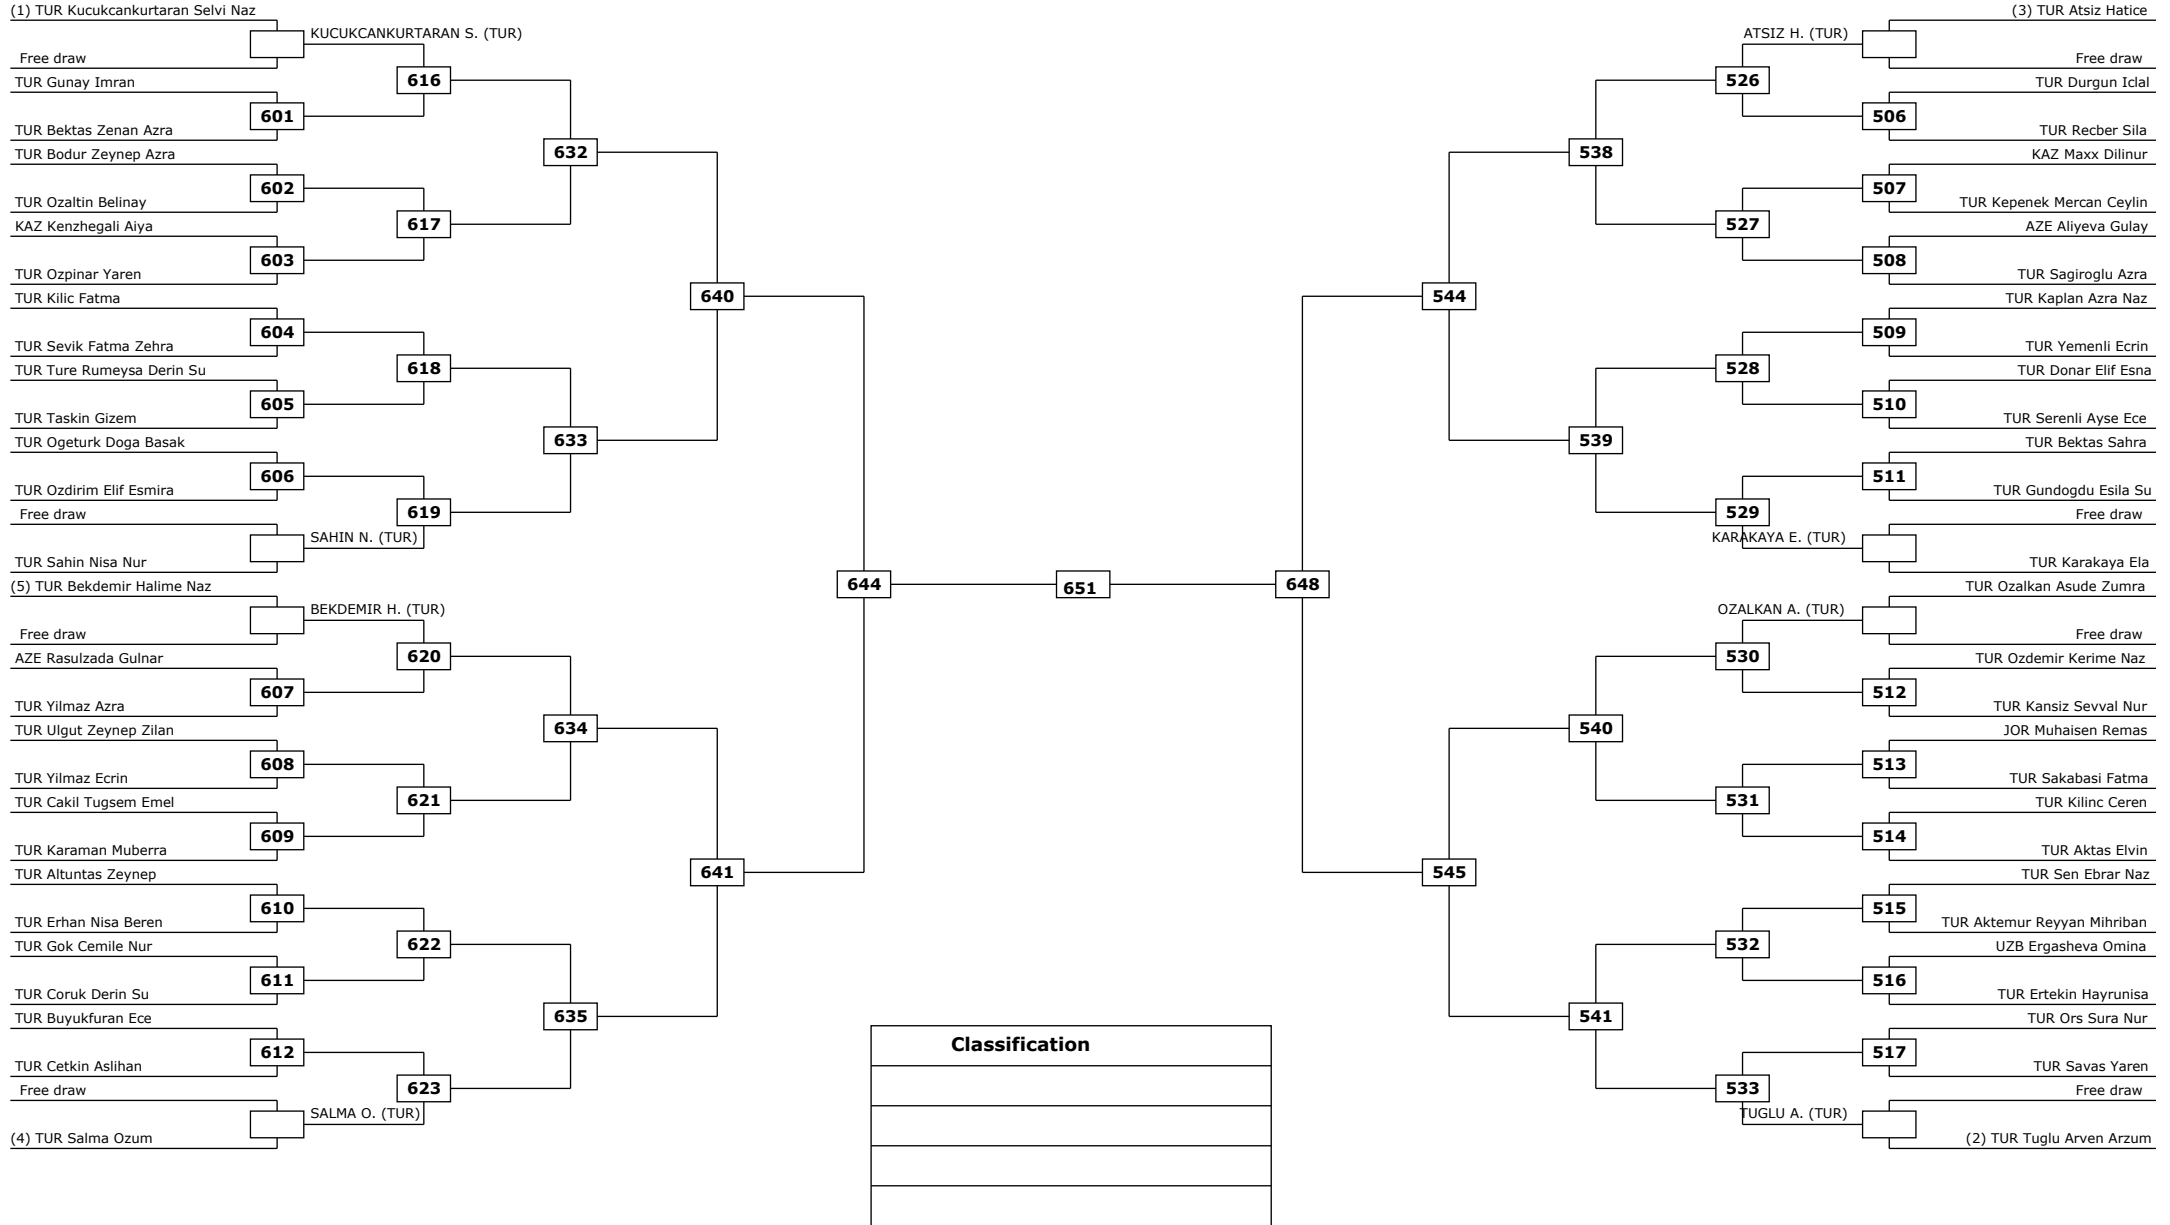 (1) TUR Kucukcankurtaran Selvi Naz
KUCUKCANKURTARAN S. (TUR)
Free draw
616
TUR Gunay Imran
601
TUR Bektas Zenan Azra
632
TUR Bodur Zeynep Azra
602
TUR Ozaltin Belinay
617
KAZ Kenzhegali Aiya
603
TUR Ozpinar Yaren
640
TUR Kilic Fatma
604
TUR Sevik Fatma Zehra
618
TUR Ture Rumeysa Derin Su
605
TUR Taskin Gizem
633
TUR Ogeturk Doga Basak
606
TUR Ozdirim Elif Esmira
619
Free draw
SAHIN N. (TUR)
TUR Sahin Nisa Nur
644
(5) TUR Bekdemir Halime Naz
BEKDEMIR H. (TUR)
Free draw
620
AZE Rasulzada Gulnar
607
TUR Yilmaz Azra
634
TUR Ulgut Zeynep Zilan
608
TUR Yilmaz Ecrin
621
TUR Cakil Tugsem Emel
609
TUR Karaman Muberra
641
TUR Altuntas Zeynep
610
TUR Erhan Nisa Beren
622
TUR Gok Cemile Nur
611
TUR Coruk Derin Su
635
TUR Buyukfuran Ece
612
TUR Cetkin Aslihan
623
Free draw
SALMA O. (TUR)
(4) TUR Salma Ozum
651
(3) TUR Atsiz Hatice
ATSIZ H. (TUR)
Free draw
526
TUR Durgun Iclal
506
TUR Recber Sila
538
KAZ Maxx Dilinur
507
TUR Kepenek Mercan Ceylin
527
AZE Aliyeva Gulay
508
TUR Sagiroglu Azra
544
TUR Kaplan Azra Naz
509
TUR Yemenli Ecrin
528
TUR Donar Elif Esna
510
TUR Serenli Ayse Ece
539
TUR Bektas Sahra
511
TUR Gundogdu Esila Su
529
Free draw
KARAKAYA E. (TUR)
TUR Karakaya Ela
648
TUR Ozalkan Asude Zumra
OZALKAN A. (TUR)
Free draw
530
TUR Ozdemir Kerime Naz
512
TUR Kansiz Sevval Nur
540
JOR Muhaisen Remas
513
TUR Sakabasi Fatma
531
TUR Kilinc Ceren
514
TUR Aktas Elvin
545
TUR Sen Ebrar Naz
515
TUR Aktemur Reyyan Mihriban
532
UZB Ergasheva Omina
516
TUR Ertekin Hayrunisa
541
TUR Ors Sura Nur
517
TUR Savas Yaren
533
Free draw
TUGLU A. (TUR)
(2) TUR Tuglu Arven Arzum
Classification